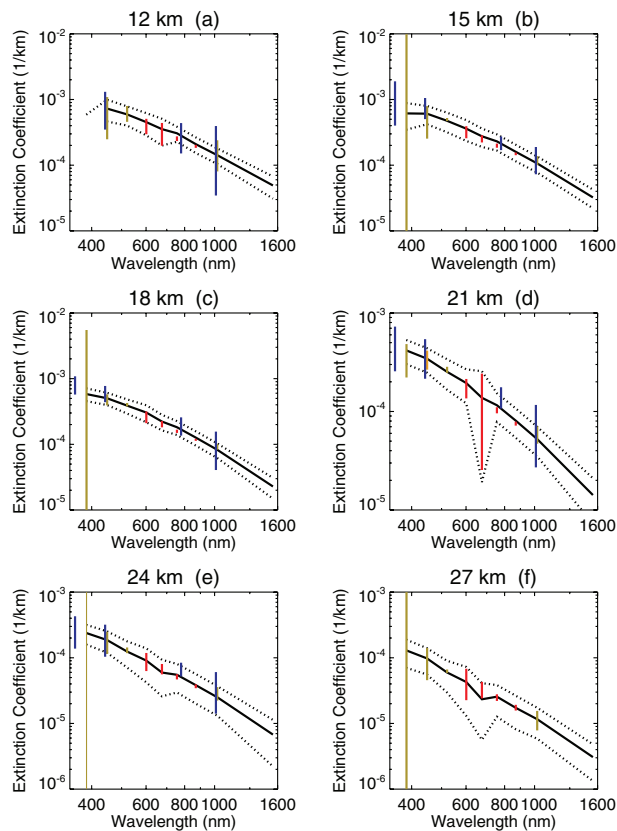 12 km (a)
Extinction Coefficient (1/km)
10-2
10-3
10-4
10-5
400 600 800 1000 1600
Wavelength (nm)
15 km (b)
Extinction Coefficient (1/km)
10-2
10-3
10-4
10-5
400 600 800 1000 1600
Wavelength (nm)
18 km (c)
Extinction Coefficient (1/km)
10-2
10-3
10-4
10-5
400 600 800 1000 1600
Wavelength (nm)
21 km (d)
Extinction Coefficient (1/km)
10-3
10-4
10-5
400 600 800 1000 1600
Wavelength (nm)
24 km (e)
Extinction Coefficient (1/km)
10-3
10-4
10-5
10-6
400 600 800 1000 1600
Wavelength (nm)
27 km (f)
Extinction Coefficient (1/km)
10-3
10-4
10-5
10-6
400 600 800 1000 1600
Wavelength (nm)